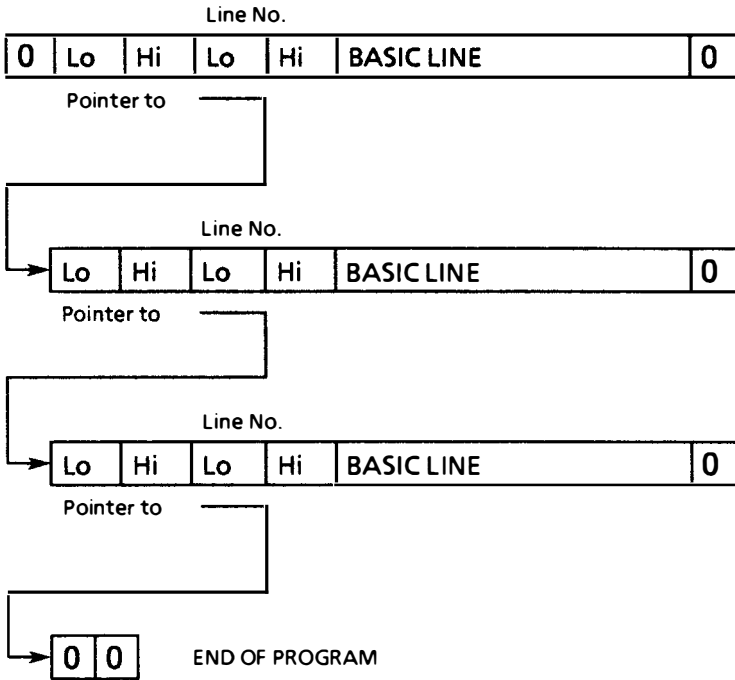 Line No.
0 Lo Hi Lo Hi BASIC LINE 0
Pointer to
Line No.
Lo Hi Lo Hi BASIC LINE 0
Pointer to
Line No.
Lo Hi Lo Hi BASIC LINE 0
Pointer to
0 0 END OF PROGRAM